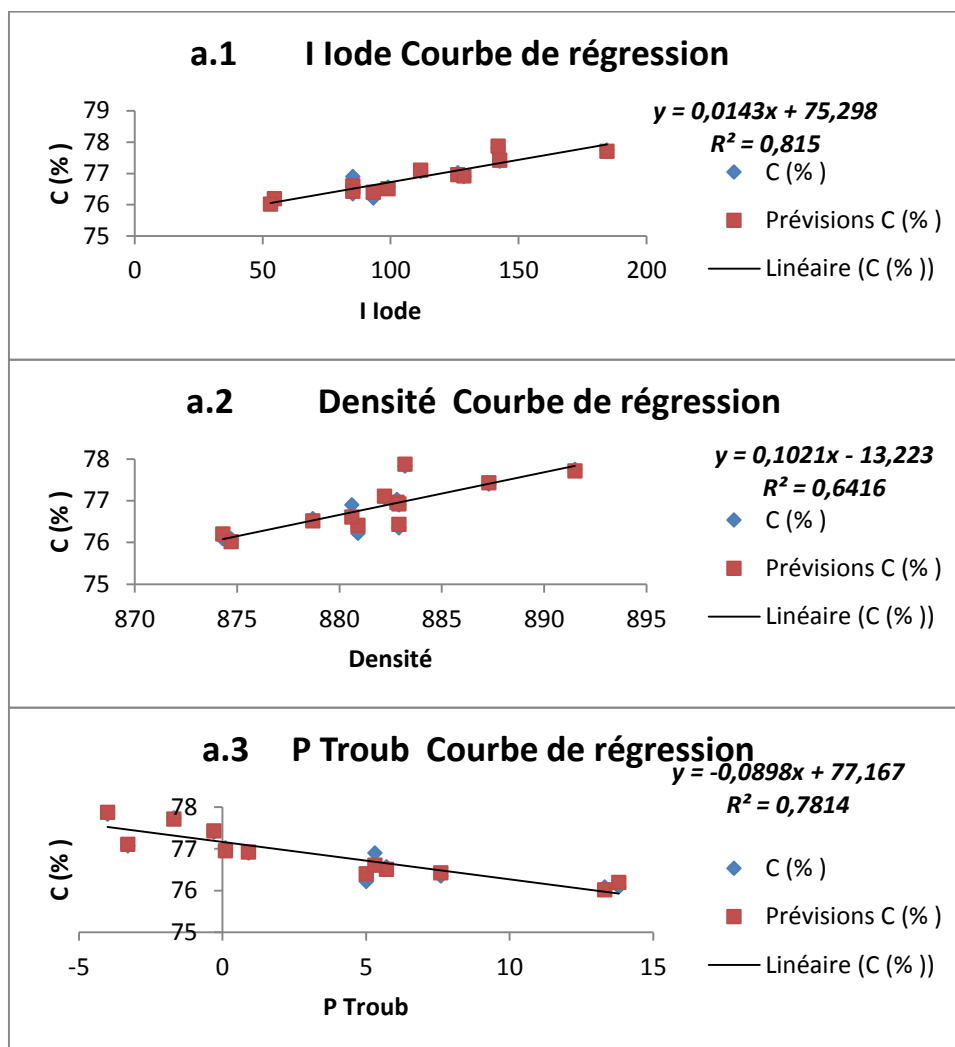 a.1 I Iode Courbe de régression
y = 0,0143x + 75,298
R² = 0,815
C (% )
79
78
77
76
75
0 50 100 150 200
I Iode
C (% )
Prévisions C (% )
Linéaire (C (% ))
a.2 Densité Courbe de régression
y = 0,1021x - 13,223
R² = 0,6416
C (% )
78
77
76
75
870 875 880 885 890 895
Densité
C (% )
Prévisions C (% )
Linéaire (C (% ))
a.3 P Troub Courbe de régression
y = -0,0898x + 77,167
R² = 0,7814
C (% )
78
77
76
75
-5 0 5 10 15
P Troub
C (% )
Prévisions C (% )
Linéaire (C (% ))